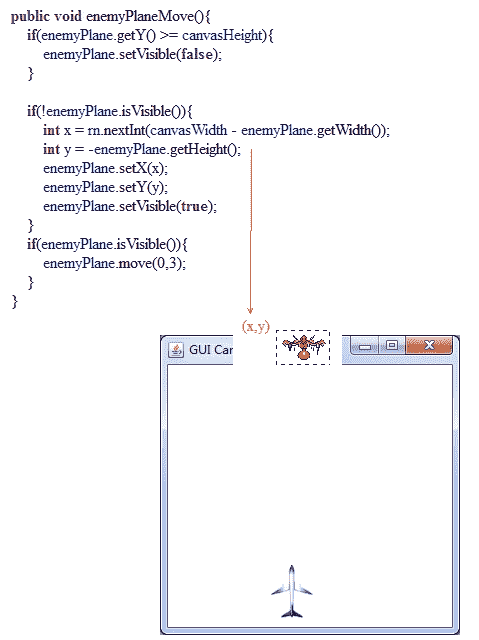 public void enemyPlaneMove(){
if(enemyPlane.getY() >= canvasHeight){
enemyPlane.setVisible(false);
}
if(!enemyPlane.isVisible()){
int x = rn.nextInt(canvasWidth - enemyPlane.getWidth());
int y = -enemyPlane.getHeight();
enemyPlane.setX(x);
enemyPlane.setY(y);
enemyPlane.setVisible(true);
}
if(enemyPlane.isVisible()){
enemyPlane.move(0,3);
}
}
(x,y)
GUI Can